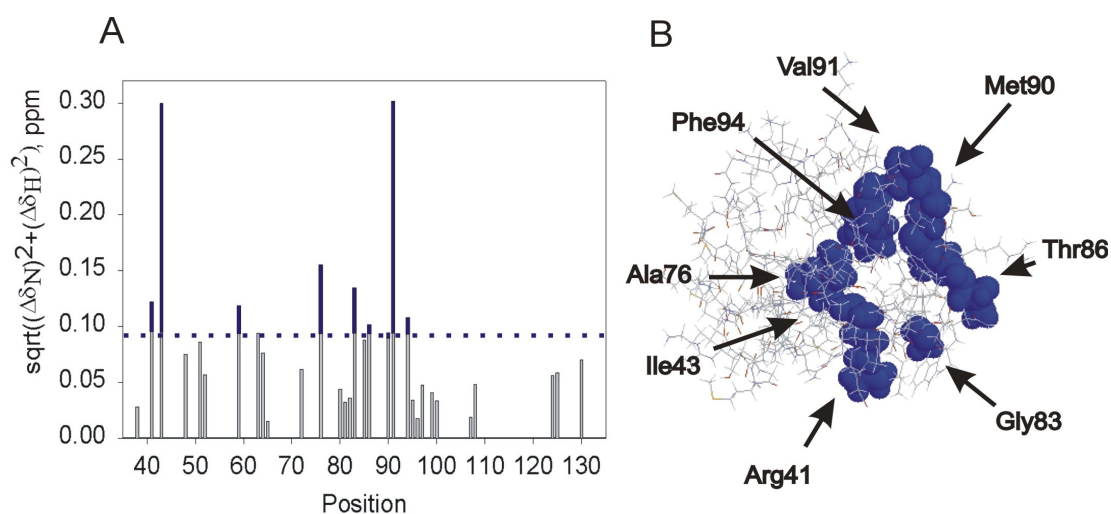 A
sqrt((ΔδN)2+(ΔδH)2), ppm
0.30
0.25
0.20
0.15
0.10
0.05
0.00
40 50 60 70 80 90 100 110 120 130
Position
B
Val91
Met90
Phe94
Thr86
Ala76
Ile43
Gly83
Arg41